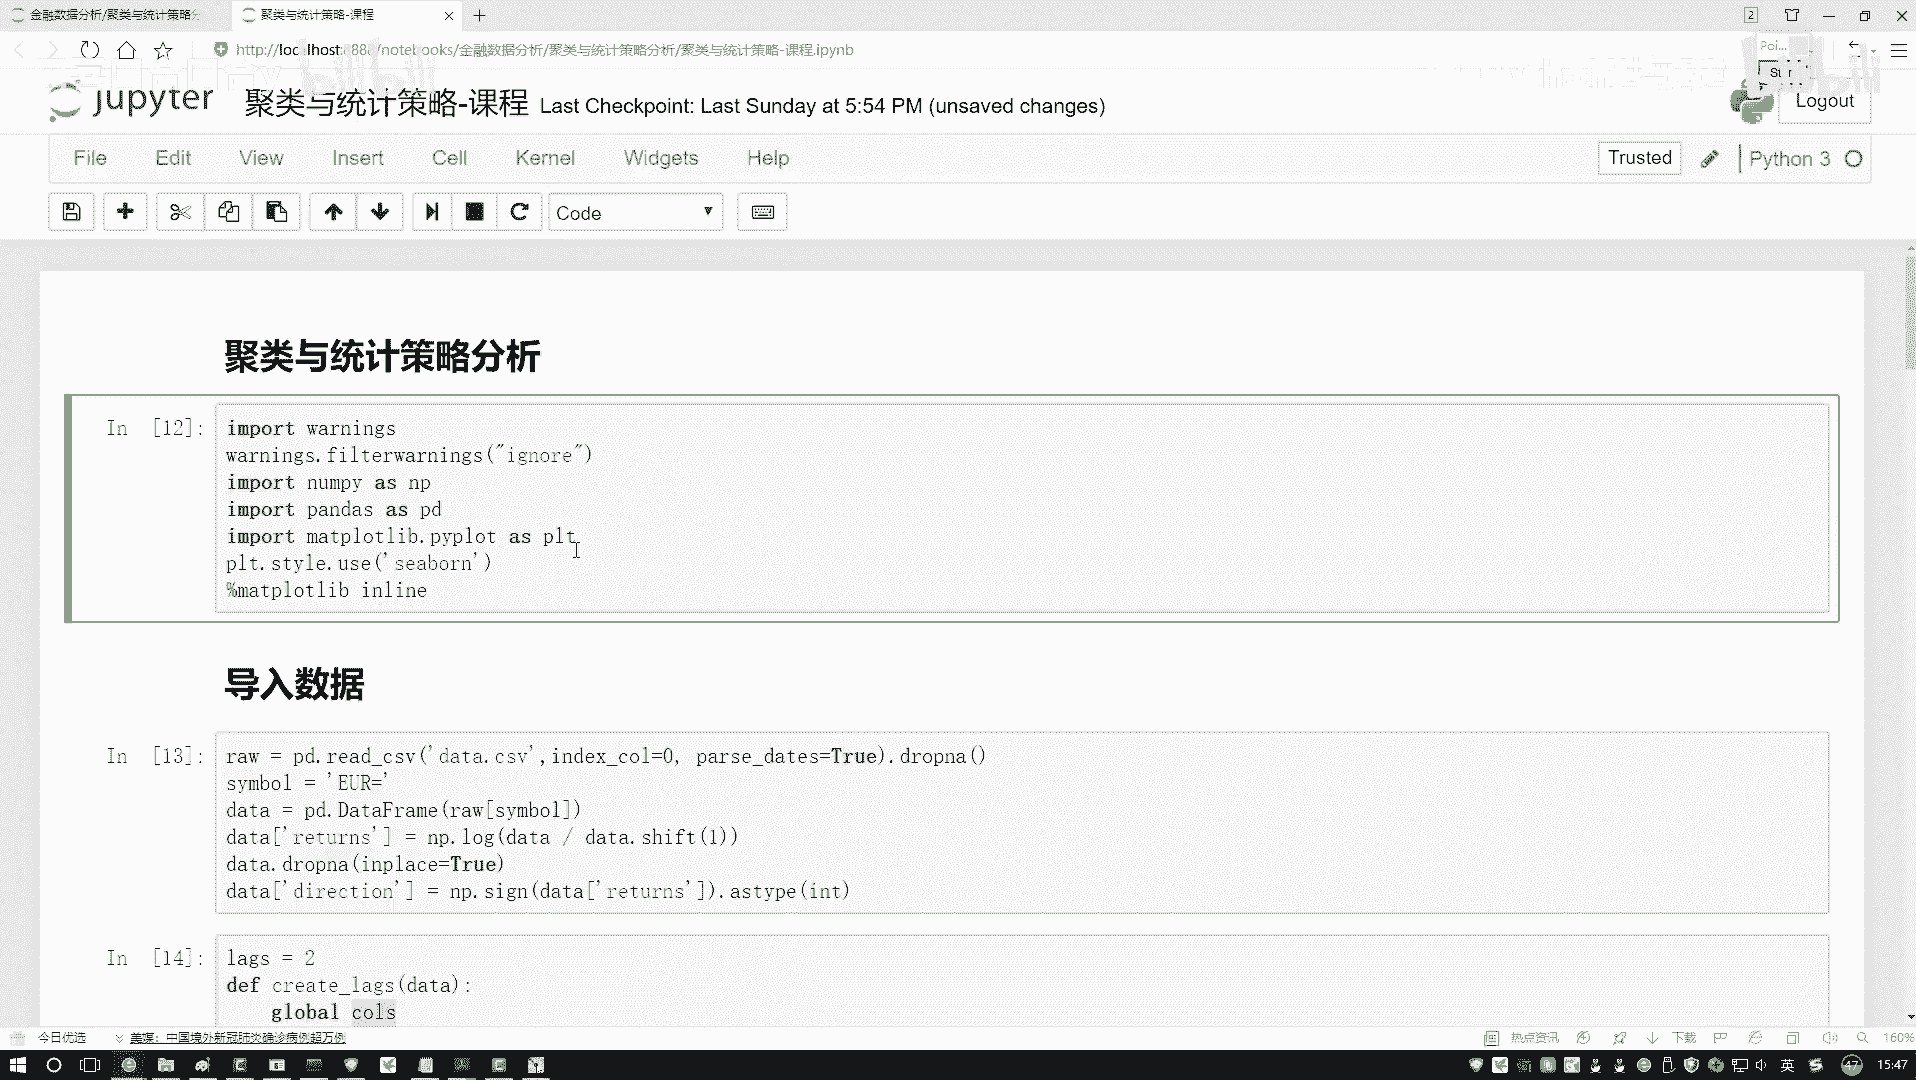 金融数据分析/聚类与统计策略分
聚类与统计策略-课程
2
http://localhost:888/notebooks/金融数据分析/聚类与统计策略分析/聚类与统计策略-课程.ipynb
Poi...
jupyter 聚类与统计策略-课程 Last Checkpoint: Last Sunday at 5:54 PM (unsaved changes)
Logout
File Edit View Insert Cell Kernel Widgets Help
Trusted Python 3
Code
聚类与统计策略分析
In [12]: import warnings
warnings.filterwarnings("ignore")
import numpy as np
import pandas as pd
import matplotlib.pyplot as plt
plt.style.use('seaborn')
%matplotlib inline
导入数据
In [13]: raw = pd.read_csv('data.csv',index_col=0, parse_dates=True).dropna()
symbol = 'EUR='
data = pd.DataFrame(raw[symbol])
data['returns'] = np.log(data / data.shift(1))
data.dropna(inplace=True)
data['direction'] = np.sign(data['returns']).astype(int)
In [14]: lags = 2
def create_lags(data):
global cols
今日优选 美媒：中国境外新冠肺炎确诊病例超万例 热点资讯 下载 160%
英 47 15:47